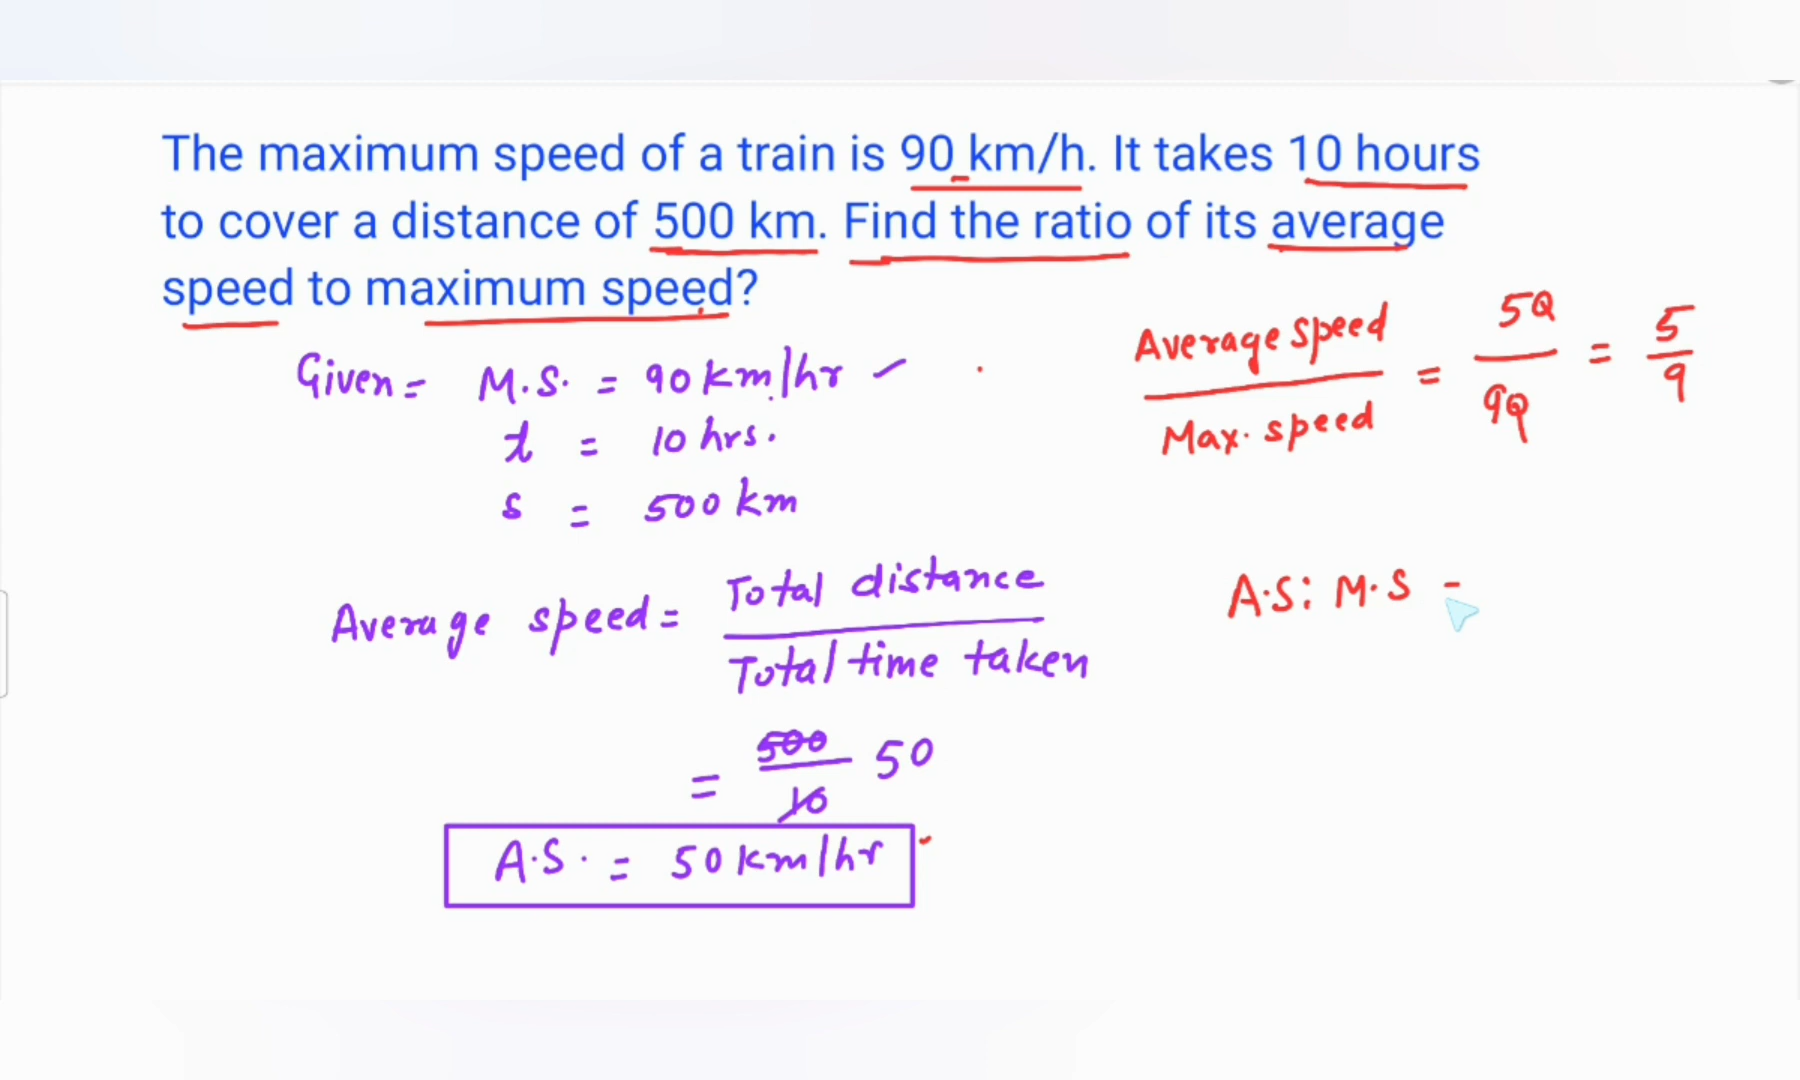 The maximum speed of a train is 90 km/h. It takes 10 hours
to cover a distance of 500 km. Find the ratio of its average
speed to maximum speed?
Given = M.S. = 90 km/hr
t = 10 hrs.
s = 500 km
Average speed = Total distance / Total time taken
= 500 / 10 50
A.S. = 50 km/hr
Average speed / Max. speed = 50 / 90 = 5 / 9
A.S : M.S =